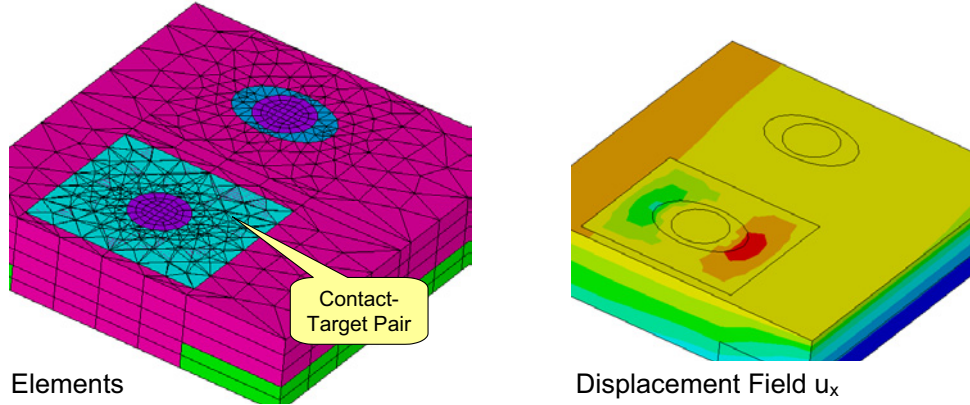 Contact-
Target Pair
Elements
Displacement Field uₓ